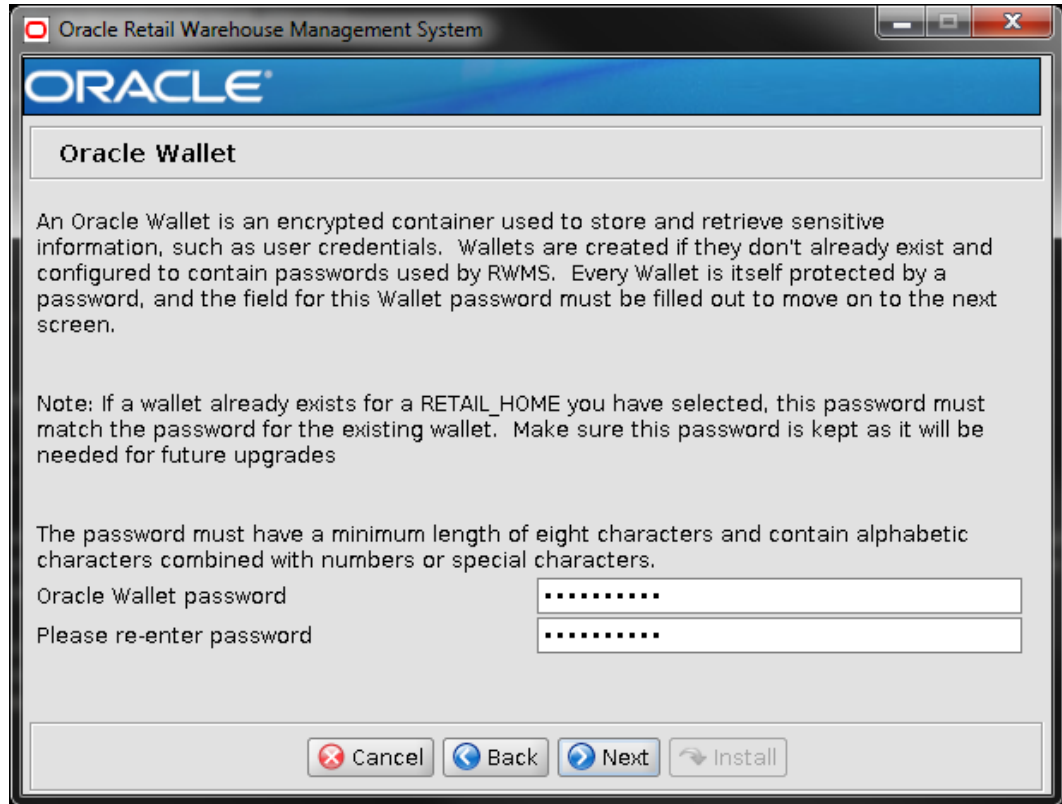 Oracle Retail Warehouse Management System
ORACLE®
Oracle Wallet
An Oracle Wallet is an encrypted container used to store and retrieve sensitive
information, such as user credentials.  Wallets are created if they don't already exist and
configured to contain passwords used by RWMS.  Every Wallet is itself protected by a
password, and the field for this Wallet password must be filled out to move on to the next
screen.
Note: If a wallet already exists for a RETAIL_HOME you have selected, this password must
match the password for the existing wallet.  Make sure this password is kept as it will be
needed for future upgrades
The password must have a minimum length of eight characters and contain alphabetic
characters combined with numbers or special characters.
Oracle Wallet password
Please re-enter password
Cancel Back Next Install